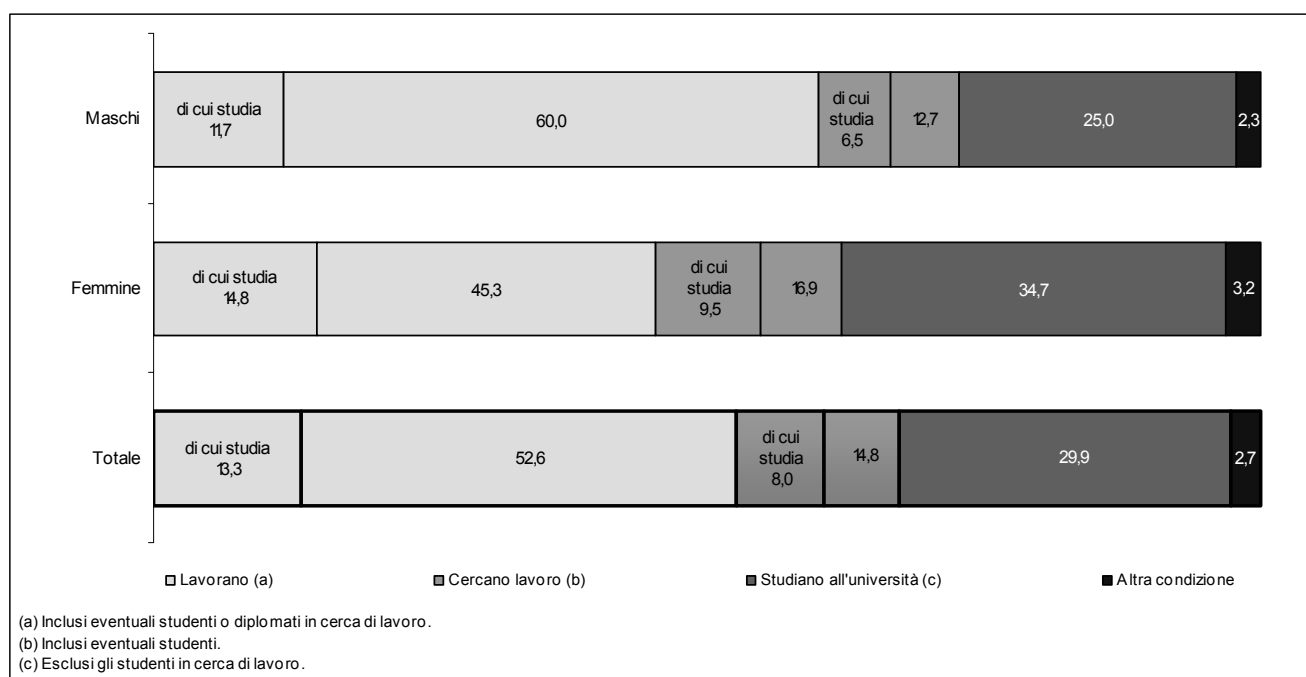 Maschi
di cui studia
11,7
60,0
di cui
studia
6,5
12,7
25,0
2,3
Femmine
di cui studia
14,8
45,3
di cui
studia
9,5
16,9
34,7
3,2
Totale
di cui studia
13,3
52,6
di cui
studia
8,0
14,8
29,9
2,7
Lavorano (a)
Cercano lavoro (b)
Studiano all'università (c)
Altra condizione
(a) Inclusi eventuali studenti o diplomati in cerca di lavoro.
(b) Inclusi eventuali studenti.
(c) Esclusi gli studenti in cerca di lavoro.